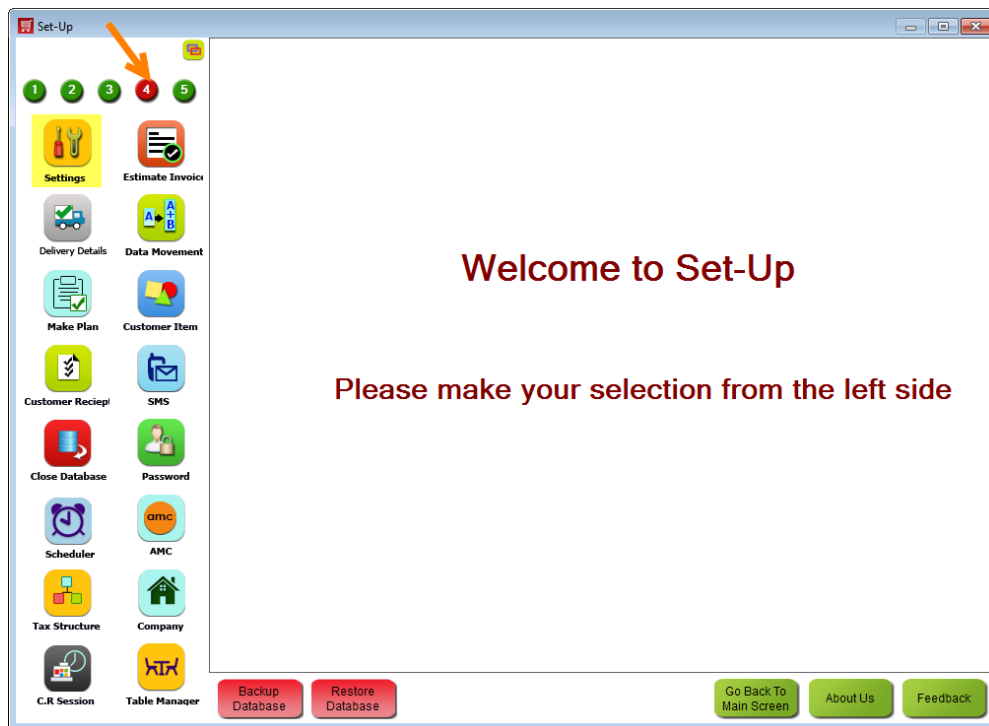 Set-Up
1 2 3 4 5
Settings
Estimate Invoice
Delivery Details
A A+B
Data Movement
Make Plan
Customer Item
Customer Reciept
SMS
Close Database
Password
Scheduler
amc
AMC
Tax Structure
Company
C.R Session
Table Manager
Welcome to Set-Up
Please make your selection from the left side
Backup
Database
Restore
Database
Go Back To
Main Screen
About Us
Feedback